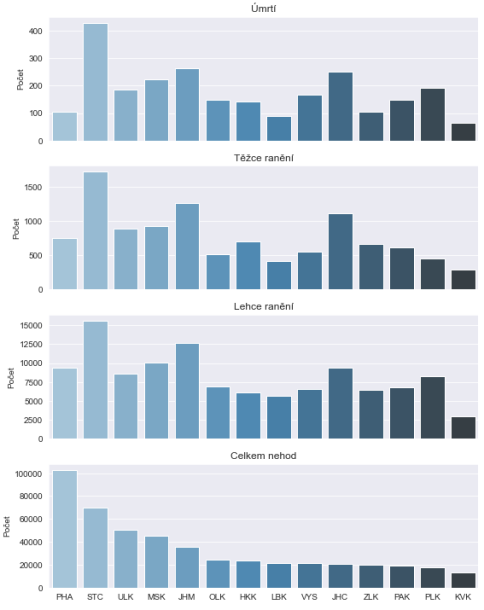 Úmrtí
400
300
200
100
0
Počet
Těžce ranění
1500
1000
500
0
Počet
Lehce ranění
15000
12500
10000
7500
5000
2500
0
Počet
Celkem nehod
100000
80000
60000
40000
20000
0
Počet
PHA STC ULK MSK JHM OLK HKK LBK VYS JHC ZLK PAK PLK KVK